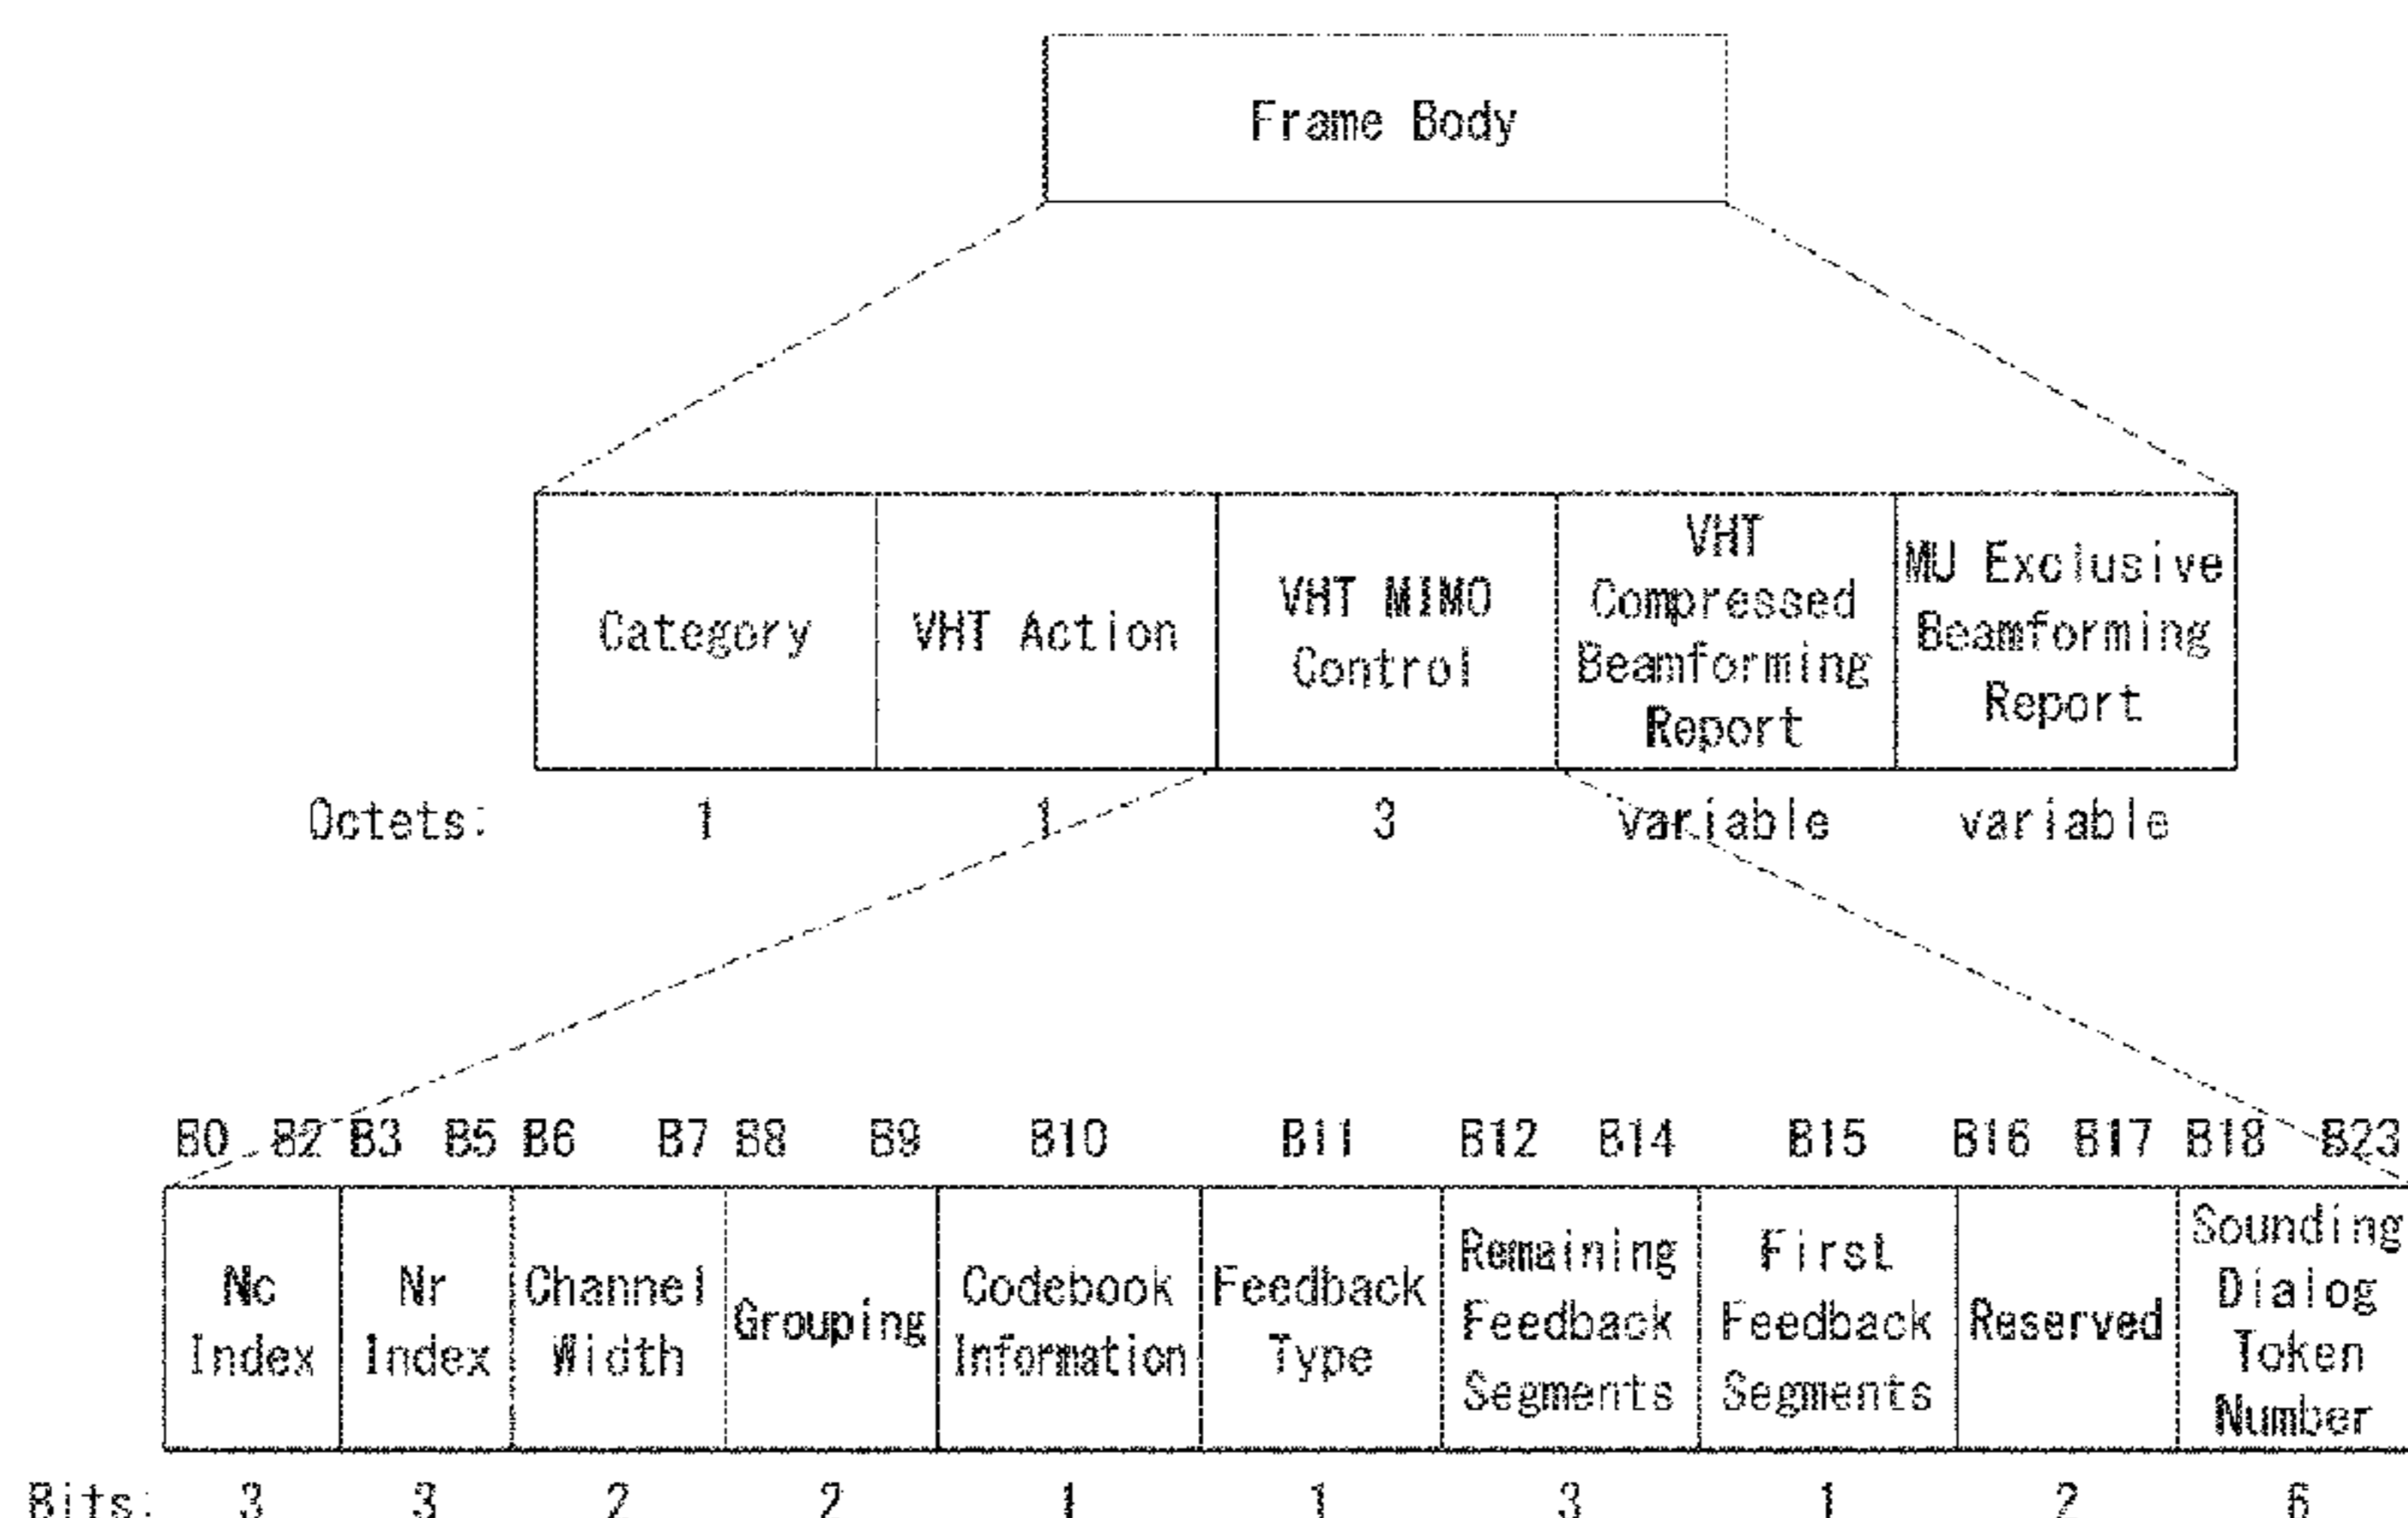 Frame Body
Category
VHT Action
VHT MIMO
Control
VHT
Compressed
Beamforming
Report
MU Exclusive
Beamforming
Report
Octets: 1 1 3 variable variable
B0 B2 B3 B5 B6 B7 B8 B9 B10 B11 B12 B14 B15 B16 B17 B18 B23
Nc
Index
Nr
Index
Channel
Width
Grouping
Codebook
Information
Feedback
Type
Remaining
Feedback
Segments
First
Feedback
Segments
Reserved
Sounding
Dialog
Token
Number
Bits: 3 3 2 2 1 1 3 1 2 6